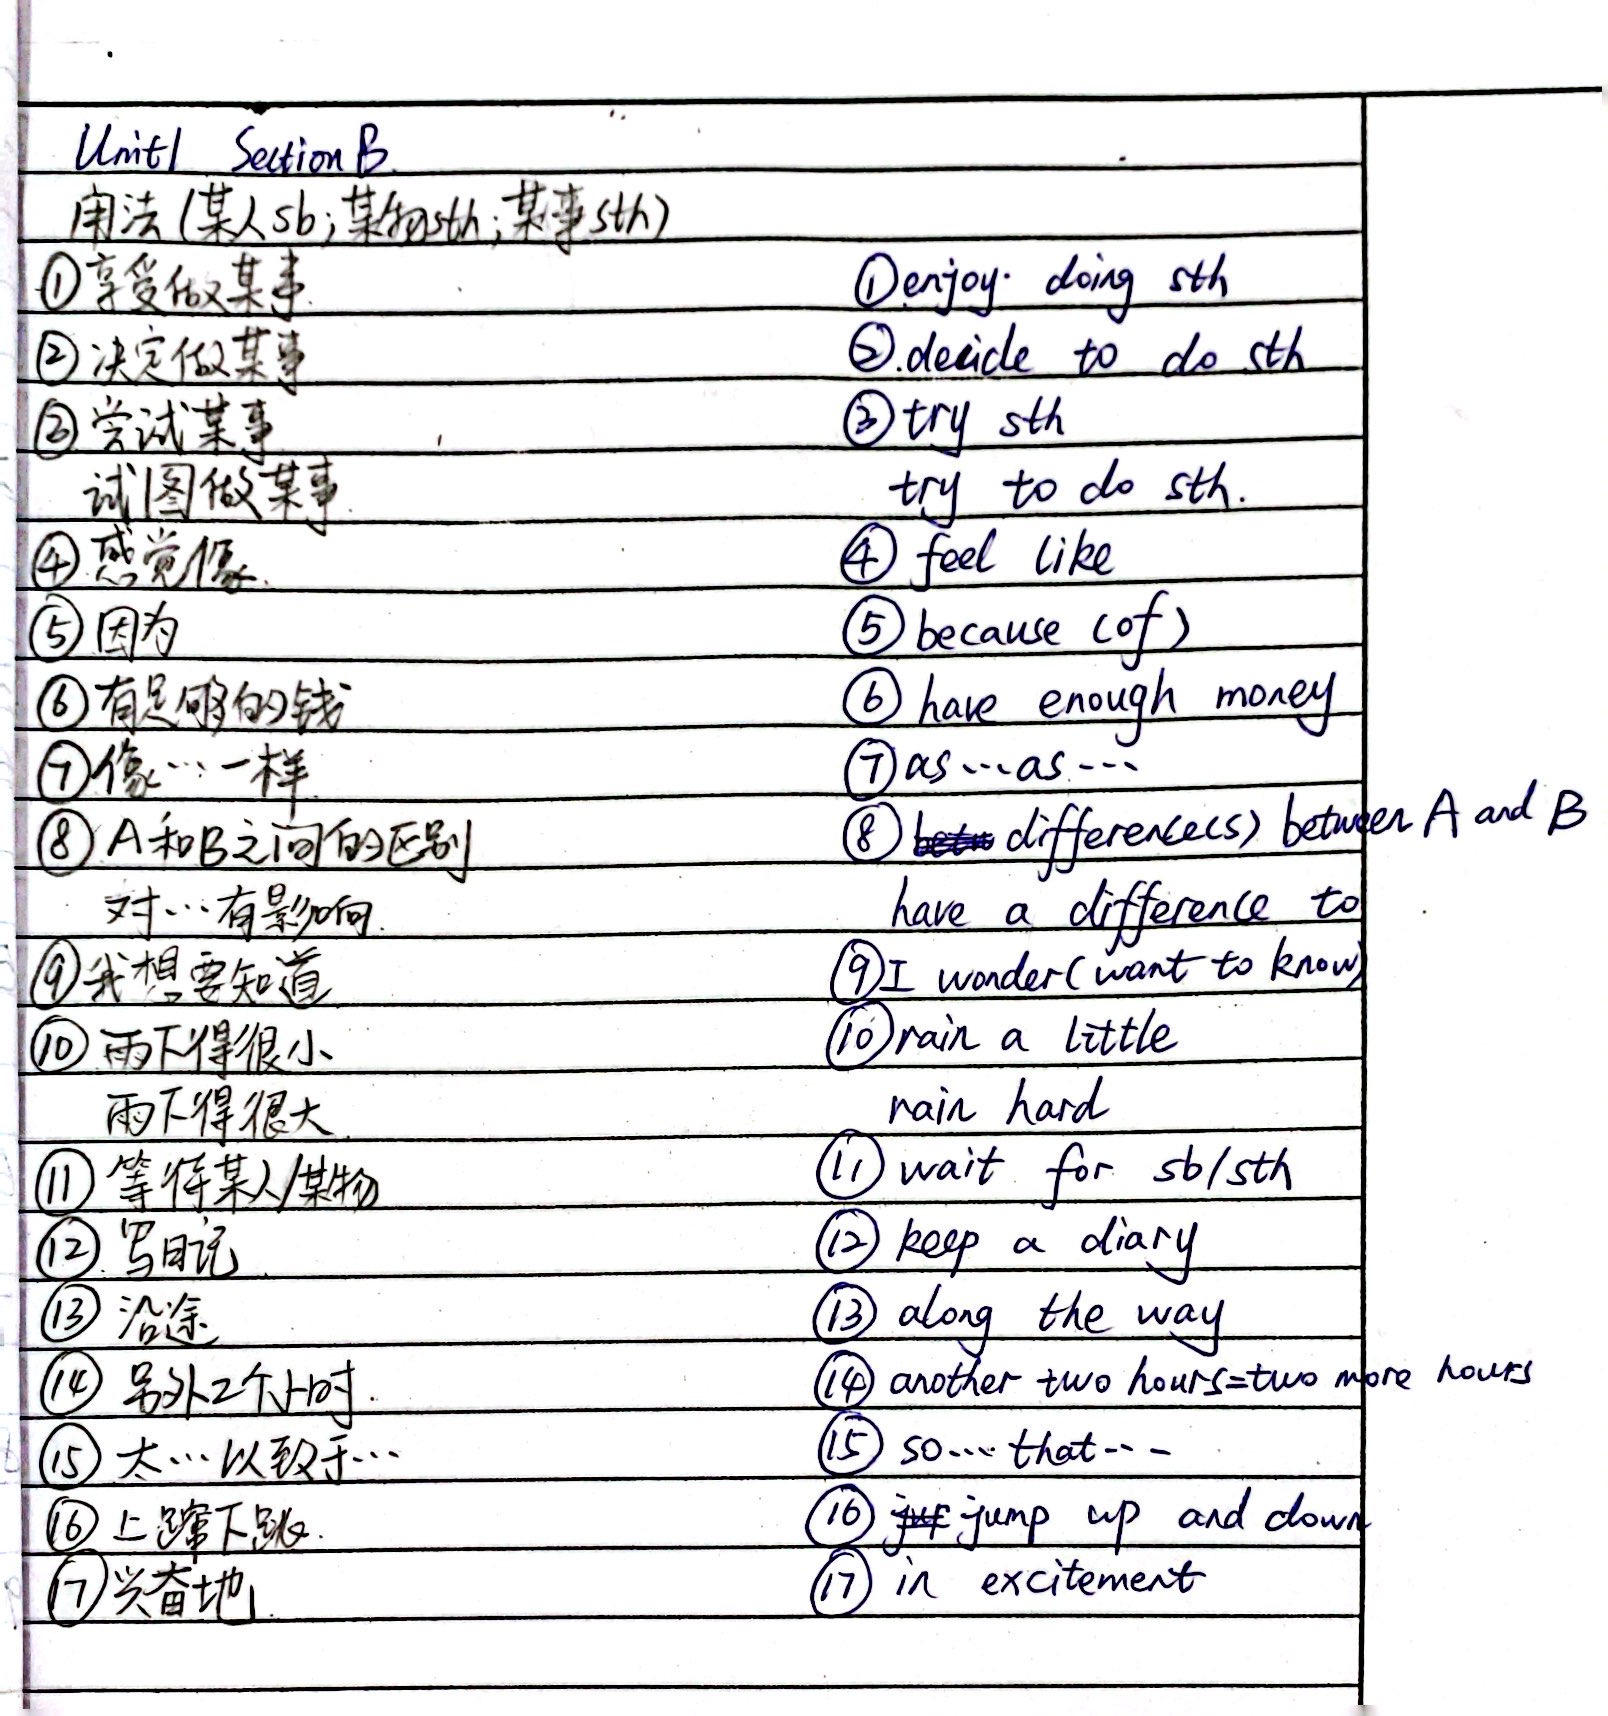 Unit1 Section B.
用法(某人sb;某物sth;某事sth)
①享受做某事. ①enjoy doing sth
②决定做某事 ②.decide to do sth
③尝试某事 ③try sth
试图做某事. try to do sth.
④感觉像. ④feel like
⑤因为 ⑤because (of)
⑥有足够的钱 ⑥have enough money
⑦像…一样. ⑦as…as…
⑧A和B之间的区别 ⑧difference(s) between A and B
对…有影响. have a difference to
⑨我想要知道 ⑨I wonder(want to know)
⑩雨下得很小 ⑩rain a little
雨下得很大. rain hard
⑪等待某人/某物 ⑪wait for sb/sth
⑫写日记. ⑫keep a diary
⑬沿途 ⑬along the way
⑭另外2个小时. ⑭another two hours=two more hours
⑮太…以致于… ⑮so…that…
⑯上蹿下跳. ⑯jump up and down
⑰兴奋地. ⑰in excitement